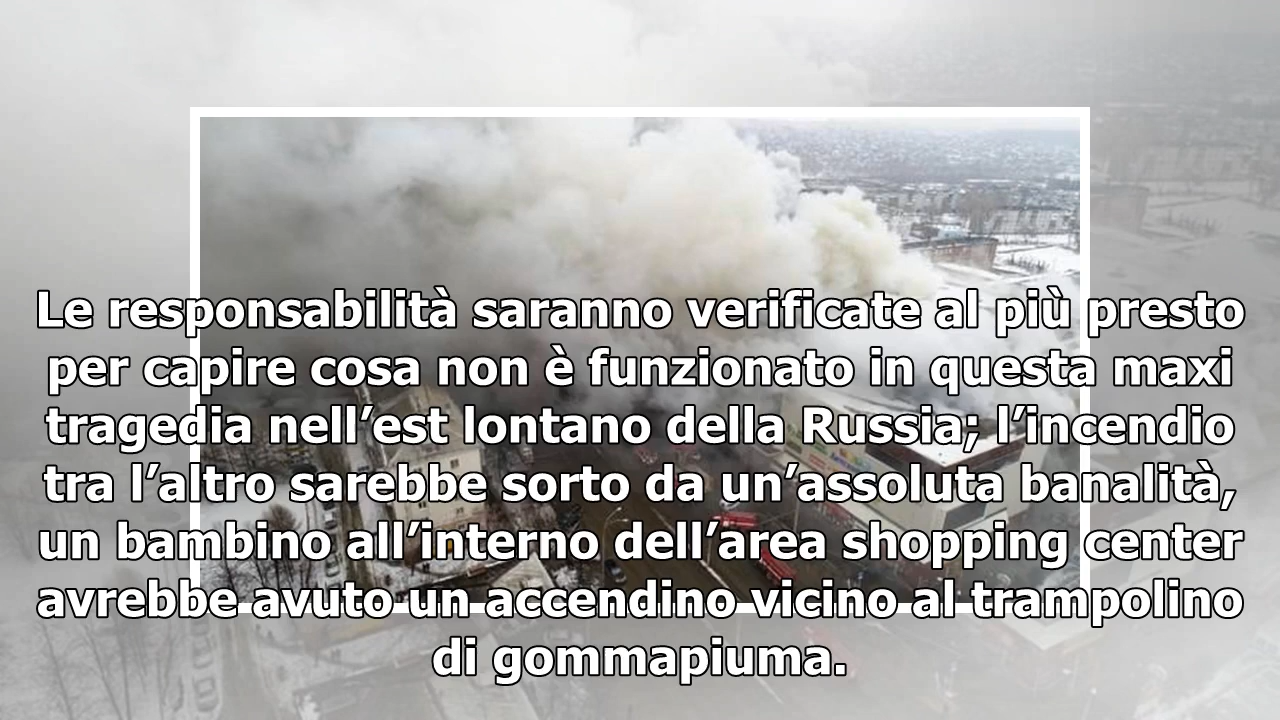 Le responsabilità saranno verificate al più presto
per capire cosa non è funzionato in questa maxi
tragedia nell’est lontano della Russia; l’incendio
tra l’altro sarebbe sorto da un’assoluta banalità,
un bambino all’interno dell’area shopping center
avrebbe avuto un accendino vicino al trampolino
di gommapiuma.